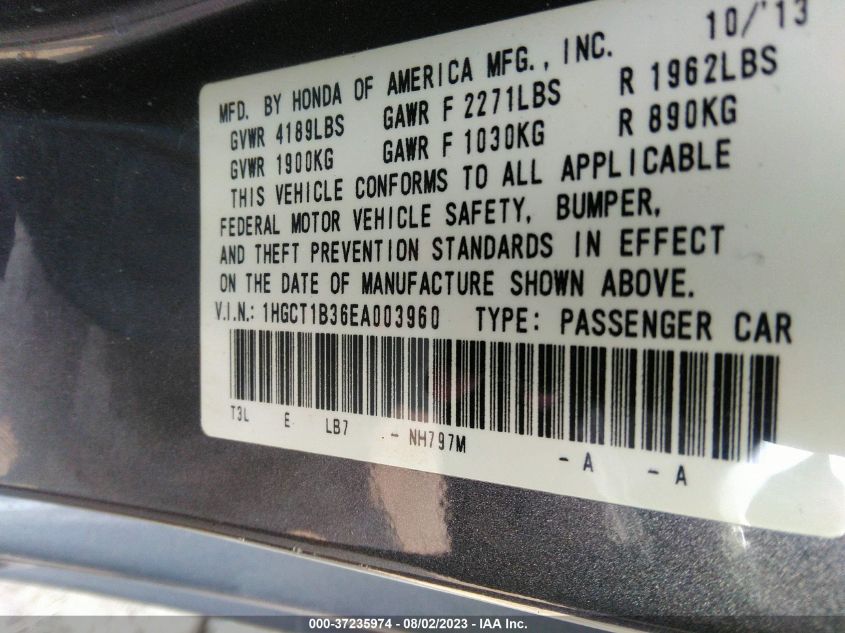 10/'13
MFD. BY HONDA OF AMERICA MFG., INC.
GVWR 4189LBS GAWR F 2271LBS R 1962LBS
GVWR 1900KG GAWR F 1030KG R 890KG
THIS VEHICLE CONFORMS TO ALL APPLICABLE
FEDERAL MOTOR VEHICLE SAFETY, BUMPER,
AND THEFT PREVENTION STANDARDS IN EFFECT
ON THE DATE OF MANUFACTURE SHOWN ABOVE.
V.I.N.: 1HGCT1B36EA003960 TYPE: PASSENGER CAR
T3L E LB7 - NH797M - A - A
000-37235974 - 08/02/2023 - IAA Inc.